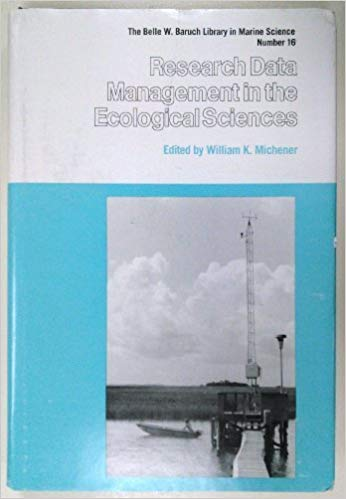 The Belle W. Baruch Library in Marine Science
Number 16
Research Data
Management in the
Ecological Sciences
Edited by William K. Michener